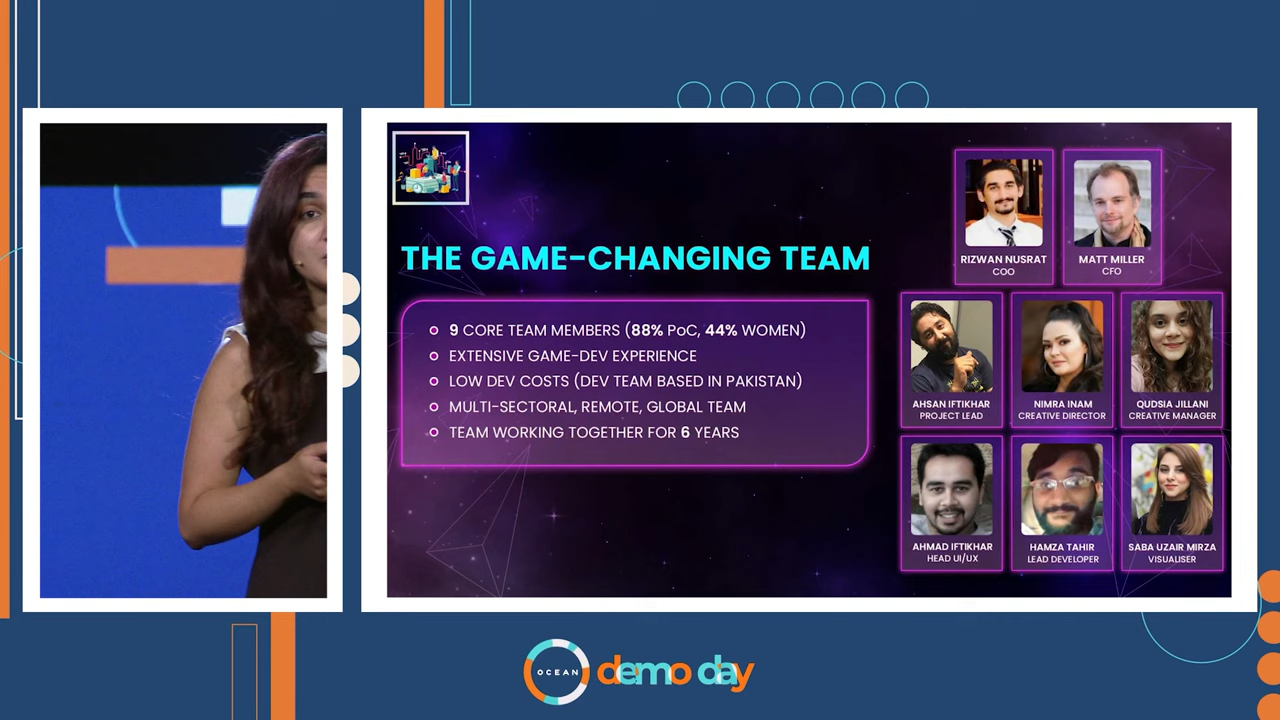 THE GAME-CHANGING TEAM
9 CORE TEAM MEMBERS (88% PoC, 44% WOMEN)
EXTENSIVE GAME-DEV EXPERIENCE
LOW DEV COSTS (DEV TEAM BASED IN PAKISTAN)
MULTI-SECTORAL, REMOTE, GLOBAL TEAM
TEAM WORKING TOGETHER FOR 6 YEARS
RIZWAN NUSRAT
COO
MATT MILLER
CFO
AHSAN IFTIKHAR
PROJECT LEAD
NIMRA INAM
CREATIVE DIRECTOR
QUDSIA JILLANI
CREATIVE MANAGER
AHMAD IFTIKHAR
HEAD UI/UX
HAMZA TAHIR
LEAD DEVELOPER
SABA UZAIR MIRZA
VISUALISER
OCEAN
demo day